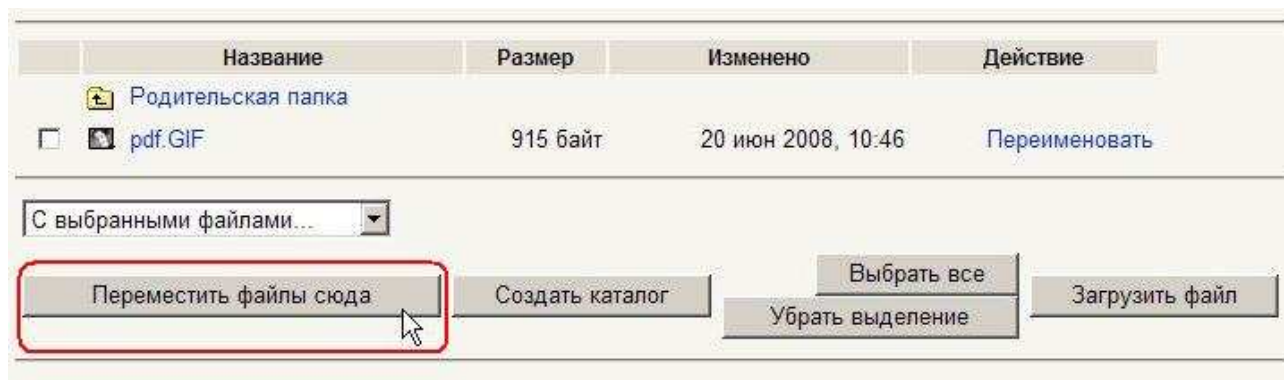 Название Размер Изменено Действие
Родительская папка
pdf.GIF 915 байт 20 июн 2008, 10:46 Переименовать
С выбранными файлами...
Переместить файлы сюда Создать каталог Выбрать все Убрать выделение Загрузить файл